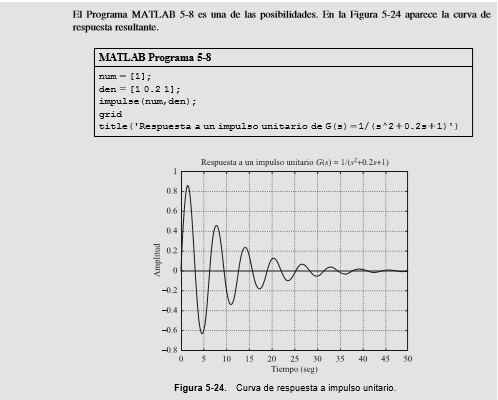 El Programa MATLAB 5-8 es una de las posibilidades. En la Figura 5-24 aparece la curva de
respuesta resultante.
MATLAB Programa 5-8
num = [1];
den = [1 0.2 1];
impulse(num,den);
grid
title('Respuesta a un impulso unitario de G(s) =1/(s^2+0.2s+1)')
Respuesta a un impulso unitario G(s) = 1/(s²+0.2s+1)
1
0.8
0.6
0.4
0.2
0
−0.2
−0.4
−0.6
−0.8
Amplitud
0 5 10 15 20 25 30 35 40 45 50
Tiempo (seg)
Figura 5-24. Curva de respuesta a impulso unitario.